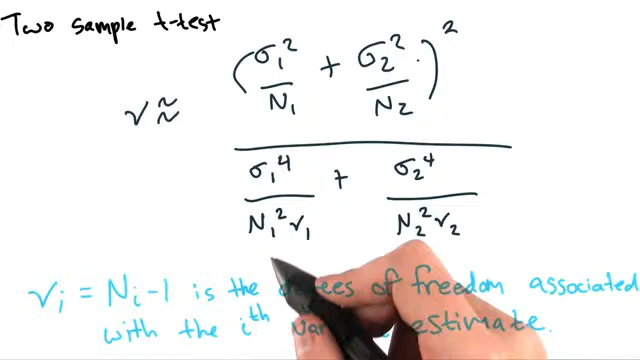 Two sample t-test
ν ≈ (σ₁²/N₁ + σ₂²/N₂)² / (σ₁⁴/(N₁²ν₁) + σ₂⁴/(N₂²ν₂))
νᵢ = Nᵢ-1 is the of freedom associated
with the iᵗʰ estimate.